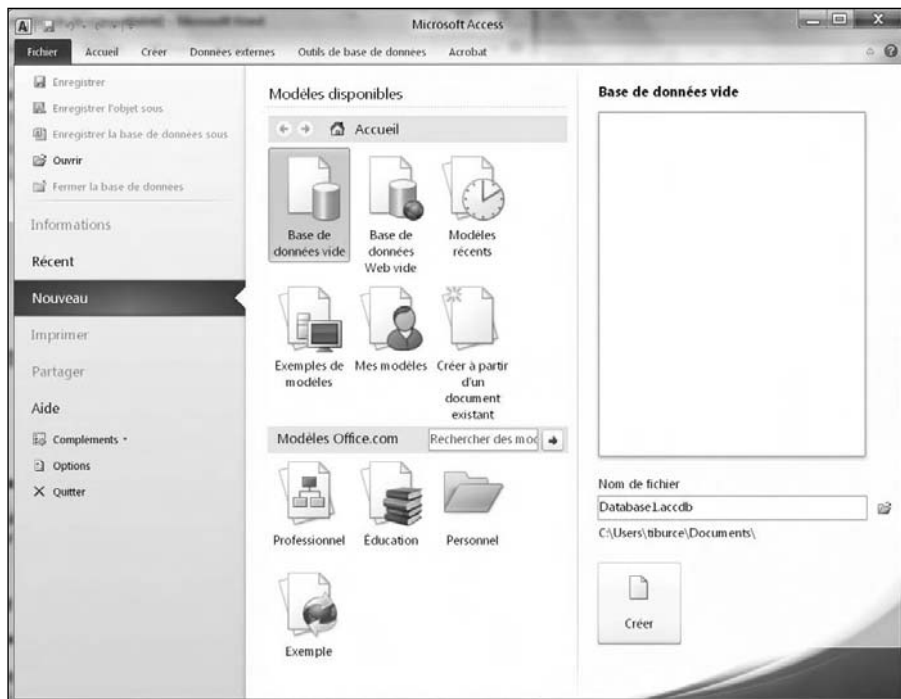 Microsoft Access
Fichier Accueil Créer Données externes Outils de base de données Acrobat
Enregistrer
Enregistrer l'objet sous
Enregistrer la base de données sous
Ouvrir
Fermer la base de données
Informations
Récent
Nouveau
Imprimer
Partager
Aide
Compléments
Options
Quitter
Modèles disponibles
Accueil
Base de
données vide
Base de
données
Web vide
Modèles
récents
Exemples de
modèles
Mes modèles
Créer à partir
d'un
document
existant
Modèles Office.com
Rechercher des mod
Professionnel
Éducation
Personnel
Exemple
Base de données vide
Nom de fichier
Database1.accdb
C:\Users\tiburce\Documents\
Créer